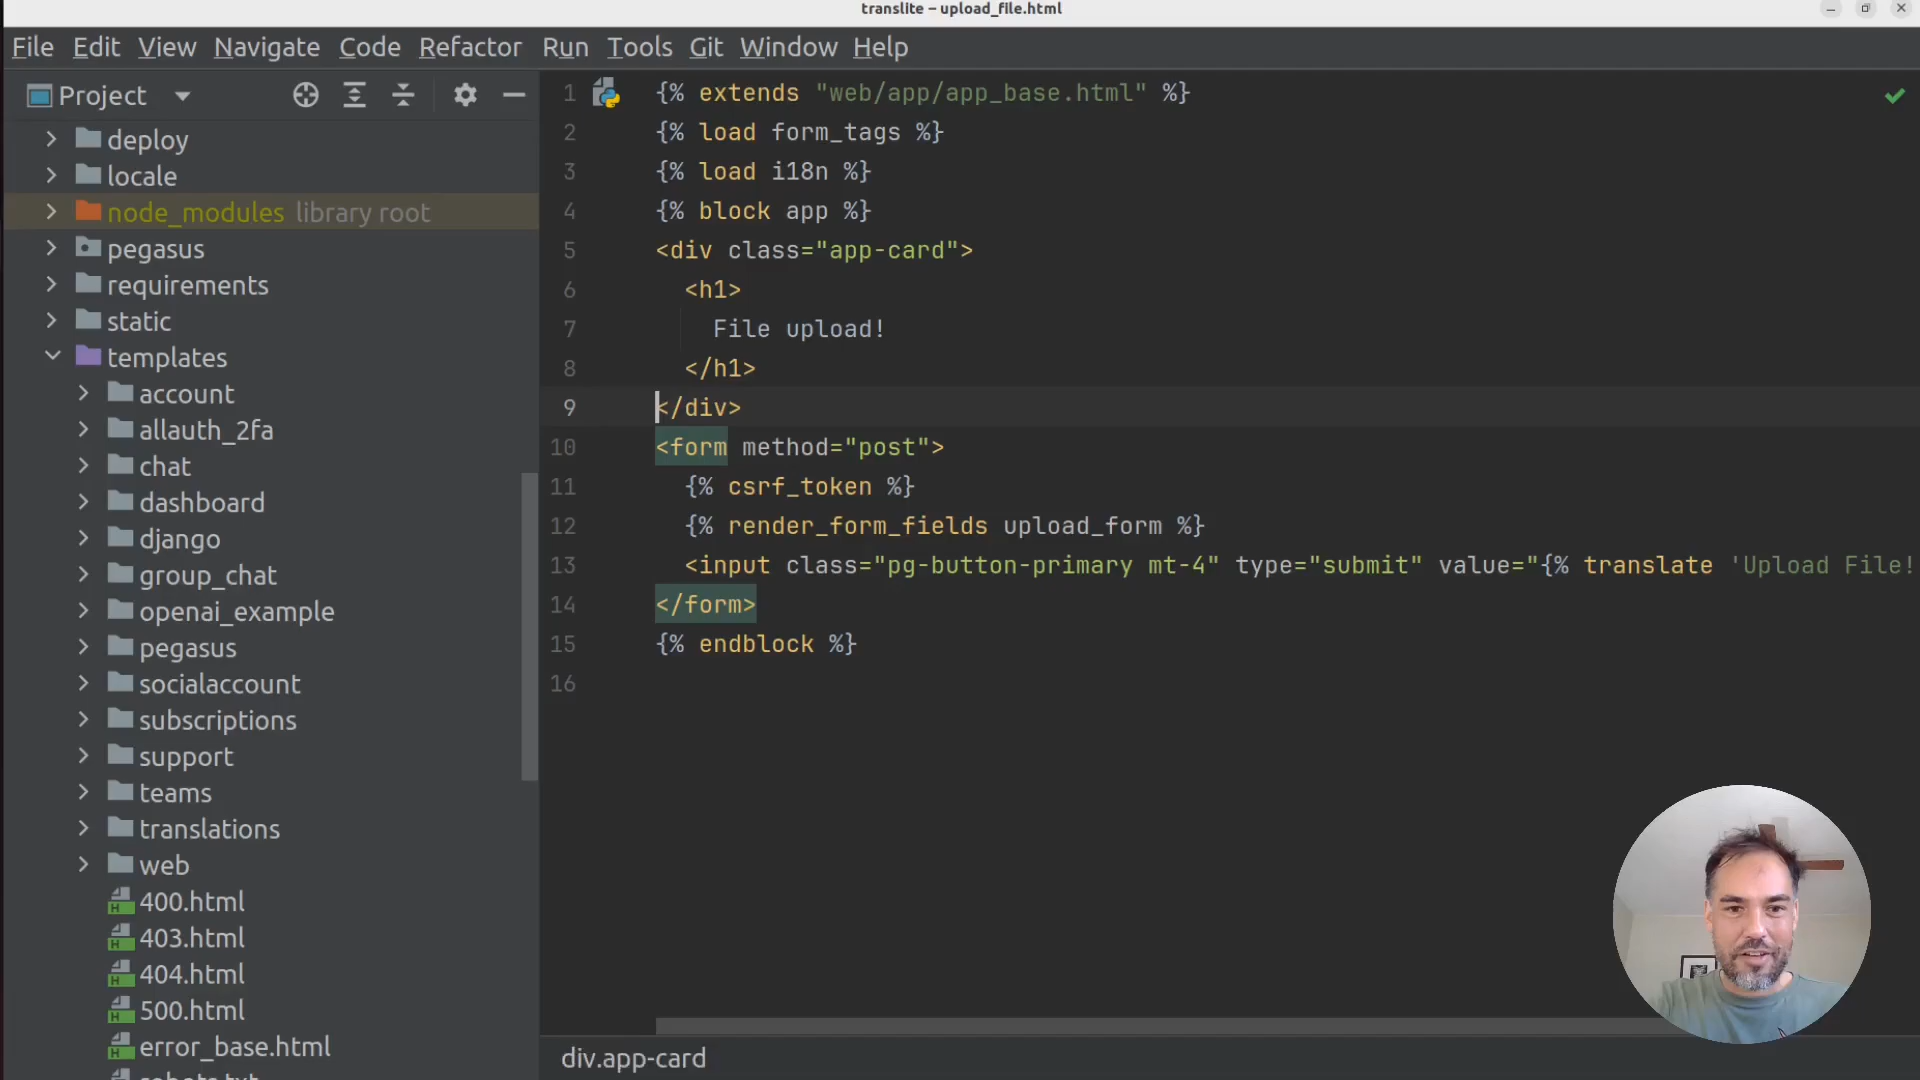 translite – upload_file.html
File Edit View Navigate Code Refactor Run Tools Git Window Help
Project
deploy
locale
node_modules library root
pegasus
requirements
static
templates
account
allauth_2fa
chat
dashboard
django
group_chat
openai_example
pegasus
socialaccount
subscriptions
support
teams
translations
web
400.html
403.html
404.html
500.html
error_base.html
1 {% extends "web/app/app_base.html" %}
2 {% load form_tags %}
3 {% load i18n %}
4 {% block app %}
5 <div class="app-card">
6 <h1>
7 File upload!
8 </h1>
9 </div>
10 <form method="post">
11 {% csrf_token %}
12 {% render_form_fields upload_form %}
13 <input class="pg-button-primary mt-4" type="submit" value="{% translate 'Upload File!
14 </form>
15 {% endblock %}
16
div.app-card